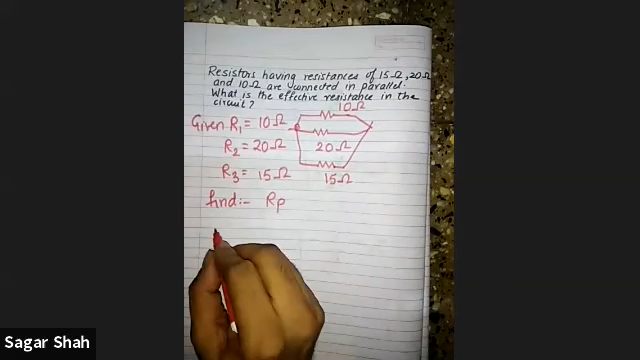 Resistors having resistances of 15Ω, 20Ω
and 10Ω are connected in parallel.
What is the effective resistance in the
circuit?
10Ω
Given R1 = 10Ω
R2 = 20Ω
20Ω
R3 = 15Ω
15Ω
find:- Rp
Sagar Shah